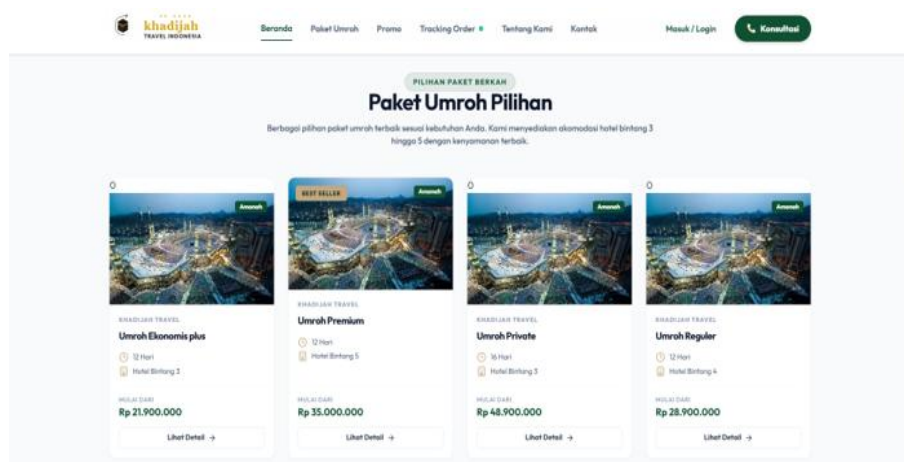 khadijah
TRAVEL INDONESIA
Beranda
Paket Umroh
Promo
Tracking Order
Tentang Kami
Kontak
Masuk / Login
Konsultasi
PILIHAN PAKET BERKAH
Paket Umroh Pilihan
Berbagai pilihan paket umroh terbaik sesuai kebutuhan Anda. Kami menyediakan akomodasi hotel bintang 3
hingga 5 dengan kenyamanan terbaik.
0
Amanah
KHADIJAH TRAVEL
Umroh Ekonomis plus
12 Hari
Hotel Bintang 3
MULAI DARI
Rp 21.900.000
Lihat Detail →
BEST SELLER
Amanah
KHADIJAH TRAVEL
Umroh Premium
12 Hari
Hotel Bintang 5
MULAI DARI
Rp 35.000.000
Lihat Detail →
0
Amanah
KHADIJAH TRAVEL
Umroh Private
16 Hari
Hotel Bintang 3
MULAI DARI
Rp 48.900.000
Lihat Detail →
0
Amanah
KHADIJAH TRAVEL
Umroh Reguler
12 Hari
Hotel Bintang 4
MULAI DARI
Rp 28.900.000
Lihat Detail →